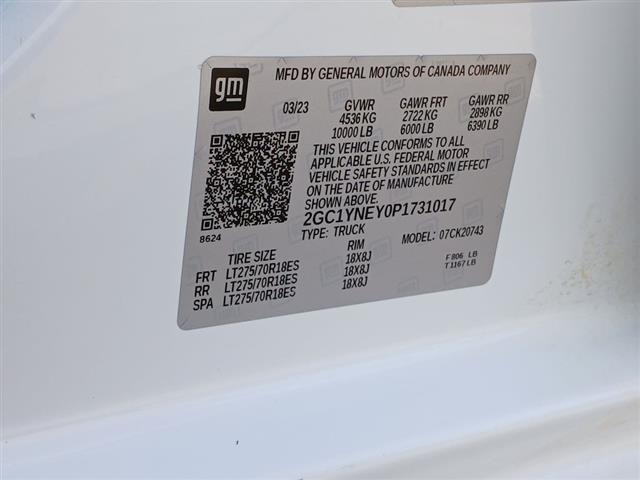 gm
MFD BY GENERAL MOTORS OF CANADA COMPANY
03/23 GVWR GAWR FRT GAWR RR
4536 KG 2722 KG 2898 KG
10000 LB 6000 LB 6390 LB
THIS VEHICLE CONFORMS TO ALL
APPLICABLE U.S. FEDERAL MOTOR
VEHICLE SAFETY STANDARDS IN EFFECT
ON THE DATE OF MANUFACTURE
SHOWN ABOVE.
2GC1YNEY0P1731017
8624
TYPE: TRUCK MODEL: 07CK20743
TIRE SIZE RIM
FRT LT275/70R18ES 18X8J F 806 LB
RR LT275/70R18ES 18X8J T 1167 LB
SPA LT275/70R18ES 18X8J